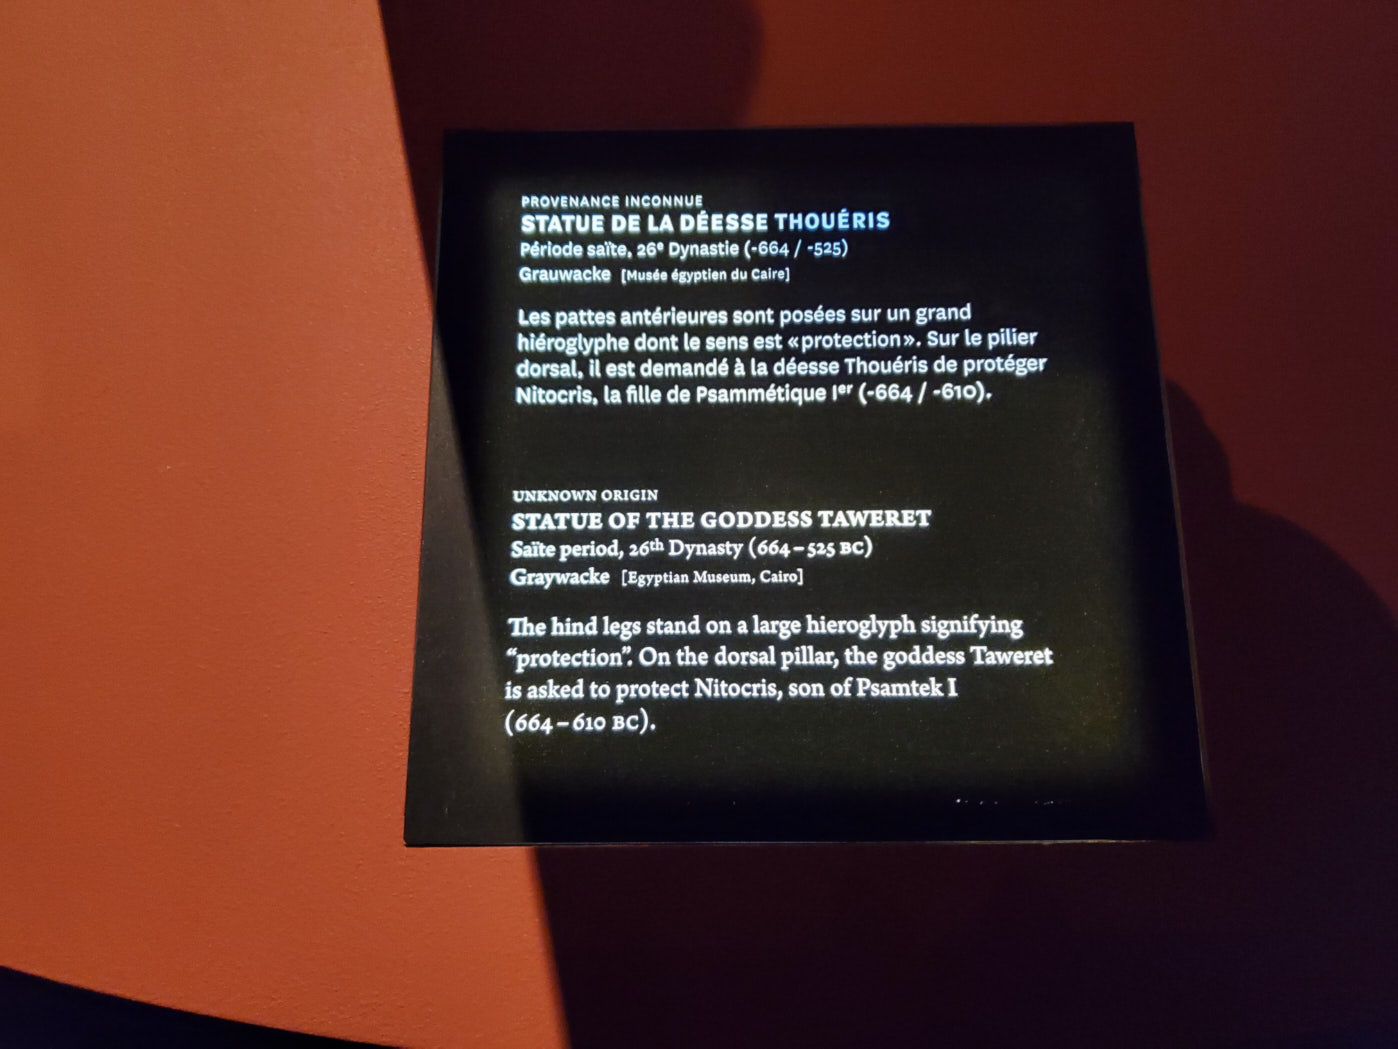 PROVENANCE INCONNUE
STATUE DE LA DÉESSE THOUÉRIS
Période saïte, 26e Dynastie (-664 / -525)
Grauwacke [Musée égyptien du Caire]
Les pattes antérieures sont posées sur un grand
hiéroglyphe dont le sens est «protection». Sur le pilier
dorsal, il est demandé à la déesse Thouéris de protéger
Nitocris, la fille de Psammétique Ier (-664 / -610).
UNKNOWN ORIGIN
STATUE OF THE GODDESS TAWERET
Saïte period, 26th Dynasty (664 – 525 BC)
Graywacke [Egyptian Museum, Cairo]
The hind legs stand on a large hieroglyph signifying
“protection”. On the dorsal pillar, the goddess Taweret
is asked to protect Nitocris, son of Psamtek I
(664 – 610 BC).